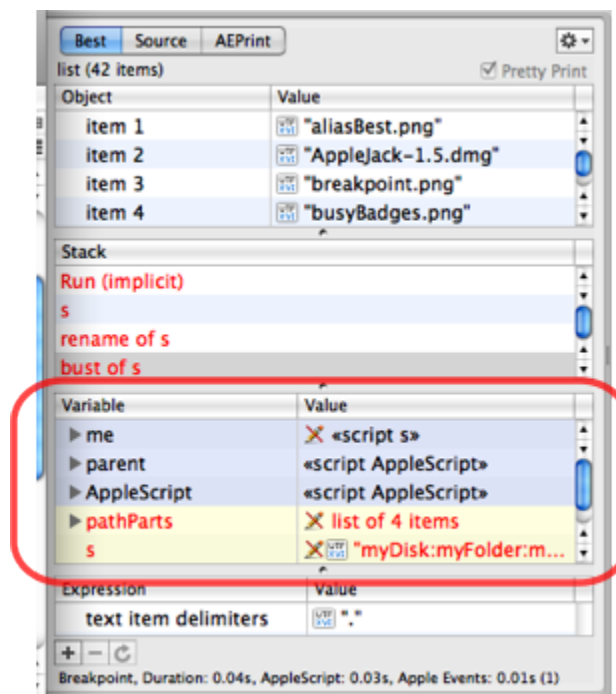 Best Source AEPrint
list (42 items) Pretty Print
Object Value
item 1 "aliasBest.png"
item 2 "AppleJack-1.5.dmg"
item 3 "breakpoint.png"
item 4 "busyBadges.png"
Stack
Run (implicit)
s
rename of s
bust of s
Variable Value
me «script s»
parent «script AppleScript»
AppleScript «script AppleScript»
pathParts list of 4 items
s "myDisk:myFolder:m...
Expression Value
text item delimiters "."
Breakpoint, Duration: 0.04s, AppleScript: 0.03s, Apple Events: 0.01s (1)